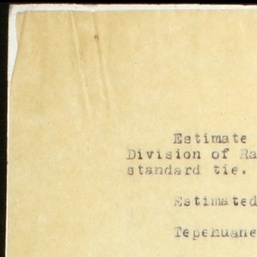 Estimate
Division of Ra
standard tie.
Estimated
Tepehuane